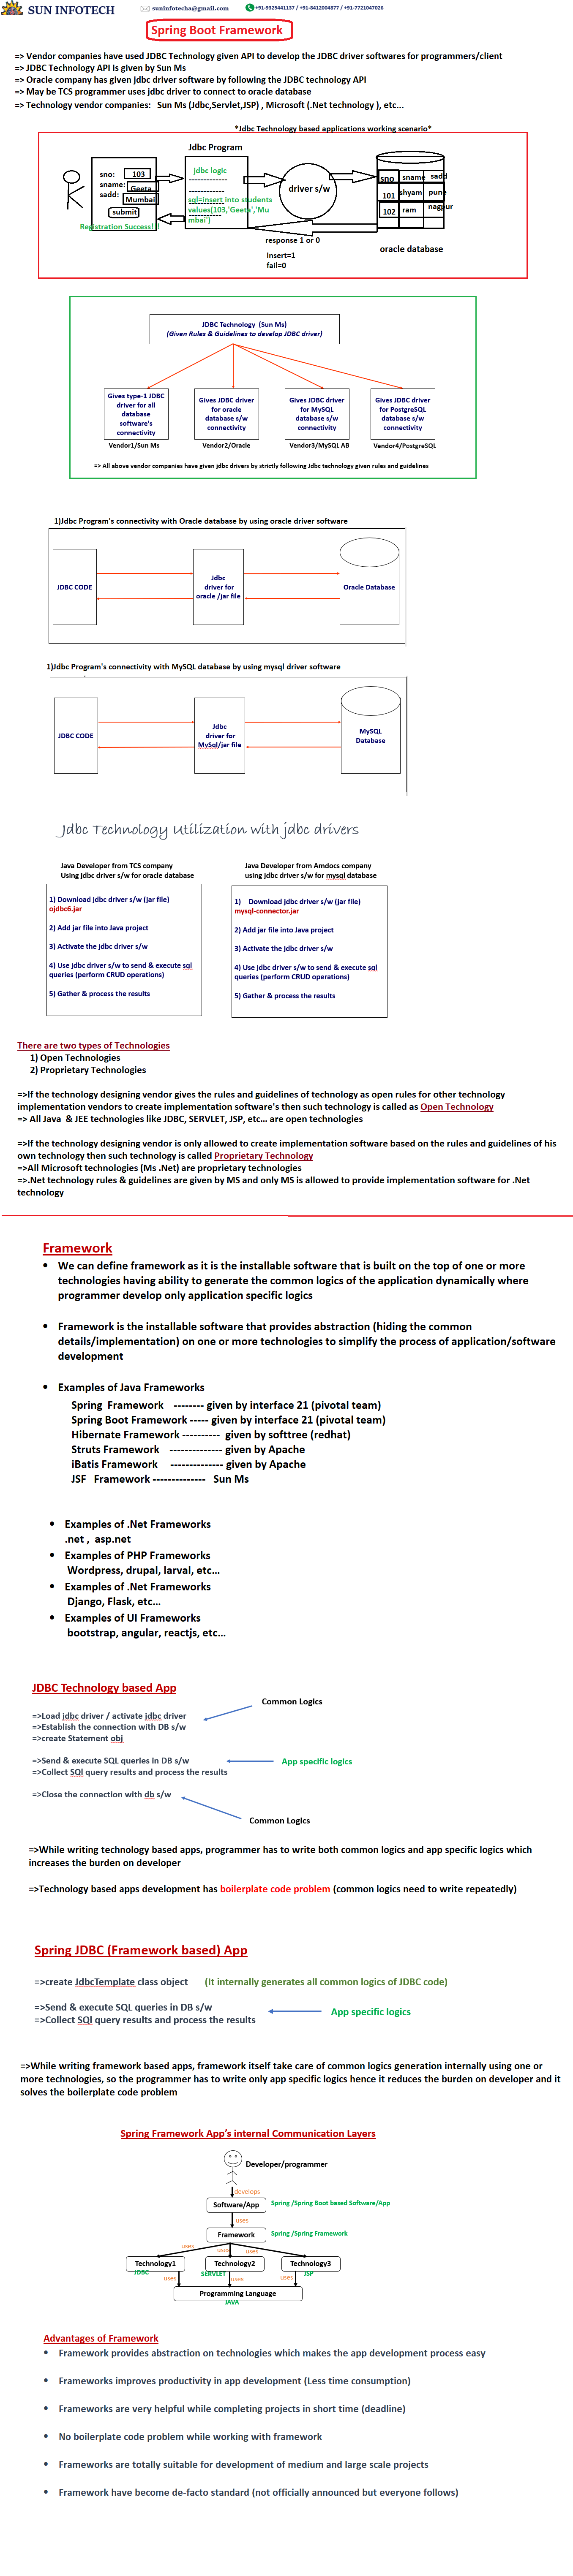 SUN INFOTECH
suninfotecha@gmail.com
+91-9325441137 / +91-8412004877 / +91-7721047026
Spring Boot Framework
=> Vendor companies have used JDBC Technology given API to develop the JDBC driver softwares for programmers/client
=> JDBC Technology API is given by Sun Ms
=> Oracle company has given jdbc driver software by following the JDBC technology API
=> May be TCS programmer uses jdbc driver to connect to oracle database
=> Technology vendor companies: Sun Ms (Jdbc,Servlet,JSP) , Microsoft (.Net technology ), etc...
*Jdbc Technology based applications working scenario*
Jdbc Program
sno: 103
sname: Geeta
sadd: Mumbai
submit
Registration Success!!
jdbc logic
---------------
--------------
sql=insert into students
values(103,'Geeta','Mu
mbai')
driver s/w
sno sname sadd
101 shyam pune
102 ram nagpur
response 1 or 0
insert=1
fail=0
oracle database
JDBC Technology (Sun Ms)
(Given Rules & Guidelines to develop JDBC driver)
Gives type-1 JDBC
driver for all
database
software's
connectivity
Gives JDBC driver
for oracle
database s/w
connectivity
Gives JDBC driver
for MySQL
database s/w
connectivity
Gives JDBC driver
for PostgreSQL
database s/w
connectivity
Vendor1/Sun Ms
Vendor2/Oracle
Vendor3/MySQL AB
Vendor4/PostgreSQL
=> All above vendor companies have given jdbc drivers by strictly following Jdbc technology given rules and guidelines
1)Jdbc Program's connectivity with Oracle database by using oracle driver software
JDBC CODE
Jdbc
driver for
oracle /jar file
Oracle Database
1)Jdbc Program's connectivity with MySQL database by using mysql driver software
JDBC CODE
Jdbc
driver for
MySql/jar file
MySQL
Database
Jdbc Technology Utilization with jdbc drivers
Java Developer from TCS company
Using jdbc driver s/w for oracle database
1) Download jdbc driver s/w (jar file)
ojdbc6.jar
2) Add jar file into Java project
3) Activate the jdbc driver s/w
4) Use jdbc driver s/w to send & execute sql
queries (perform CRUD operations)
5) Gather & process the results
Java Developer from Amdocs company
using jdbc driver s/w for mysql database
1) Download jdbc driver s/w (jar file)
mysql-connector.jar
2) Add jar file into Java project
3) Activate the jdbc driver s/w
4) Use jdbc driver s/w to send & execute sql
queries (perform CRUD operations)
5) Gather & process the results
There are two types of Technologies
1) Open Technologies
2) Proprietary Technologies
=>If the technology designing vendor gives the rules and guidelines of technology as open rules for other technology
implementation vendors to create implementation software's then such technology is called as Open Technology
=> All Java & JEE technologies like JDBC, SERVLET, JSP, etc... are open technologies
=>If the technology designing vendor is only allowed to create implementation software based on the rules and guidelines of his
own technology then such technology is called Proprietary Technology
=>All Microsoft technologies (Ms .Net) are proprietary technologies
=>.Net technology rules & guidelines are given by MS and only MS is allowed to provide implementation software for .Net
technology
Framework
• We can define framework as it is the installable software that is built on the top of one or more
technologies having ability to generate the common logics of the application dynamically where
programmer develop only application specific logics
• Framework is the installable software that provides abstraction (hiding the common
details/implementation) on one or more technologies to simplify the process of application/software
development
• Examples of Java Frameworks
Spring Framework -------- given by interface 21 (pivotal team)
Spring Boot Framework ----- given by interface 21 (pivotal team)
Hibernate Framework ---------- given by softtree (redhat)
Struts Framework -------------- given by Apache
iBatis Framework -------------- given by Apache
JSF Framework -------------- Sun Ms
• Examples of .Net Frameworks
.net , asp.net
• Examples of PHP Frameworks
Wordpress, drupal, larval, etc...
• Examples of .Net Frameworks
Django, Flask, etc...
• Examples of UI Frameworks
bootstrap, angular, reactjs, etc...
JDBC Technology based App
Common Logics
=>Load jdbc driver / activate jdbc driver
=>Establish the connection with DB s/w
=>create Statement obj
=>Send & execute SQL queries in DB s/w
App specific logics
=>Collect SQl query results and process the results
=>Close the connection with db s/w
Common Logics
=>While writing technology based apps, programmer has to write both common logics and app specific logics which
increases the burden on developer
=>Technology based apps development has boilerplate code problem (common logics need to write repeatedly)
Spring JDBC (Framework based) App
=>create JdbcTemplate class object (It internally generates all common logics of JDBC code)
=>Send & execute SQL queries in DB s/w
App specific logics
=>Collect SQl query results and process the results
=>While writing framework based apps, framework itself take care of common logics generation internally using one or
more technologies, so the programmer has to write only app specific logics hence it reduces the burden on developer and it
solves the boilerplate code problem
Spring Framework App's internal Communication Layers
Developer/programmer
develops
Software/App
Spring /Spring Boot based Software/App
uses
Framework
Spring /Spring Framework
uses
uses
uses
Technology1
Technology2
Technology3
JDBC
SERVLET
JSP
uses
uses
uses
Programming Language
JAVA
Advantages of Framework
• Framework provides abstraction on technologies which makes the app development process easy
• Frameworks improves productivity in app development (Less time consumption)
• Frameworks are very helpful while completing projects in short time (deadline)
• No boilerplate code problem while working with framework
• Frameworks are totally suitable for development of medium and large scale projects
• Framework have become de-facto standard (not officially announced but everyone follows)